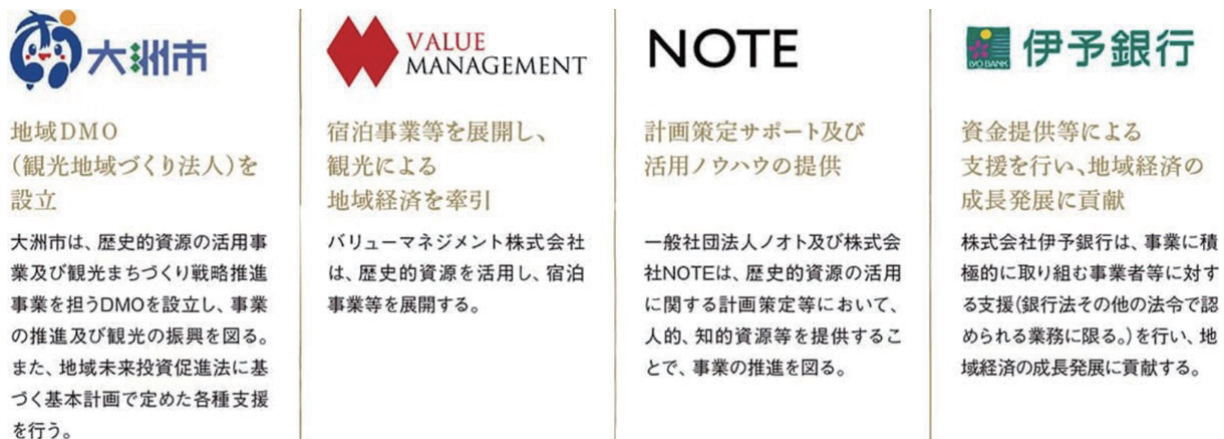 大洲市
地域DMO
(観光地域づくり法人)を
設立
大洲市は、歴史的資源の活用事
業及び観光まちづくり戦略推進
事業を担うDMOを設立し、事業
の推進及び観光の振興を図る。
また、地域未来投資促進法に基
づく基本計画で定めた各種支援
を行う。
VALUE
MANAGEMENT
宿泊事業等を展開し、
観光による
地域経済を牽引
バリューマネジメント株式会社
は、歴史的資源を活用し、宿泊
事業等を展開する。
NOTE
計画策定サポート及び
活用ノウハウの提供
一般社団法人ノオト及び株式会
社NOTEは、歴史的資源の活用
に関する計画策定等において、
人的、知的資源等を提供するこ
とで、事業の推進を図る。
IYO BANK
伊予銀行
資金提供等による
支援を行い、地域経済の
成長発展に貢献
株式会社伊予銀行は、事業に積
極的に取り組む事業者等に対す
る支援(銀行法その他の法令で認
められる業務に限る。)を行い、地
域経済の成長発展に貢献する。